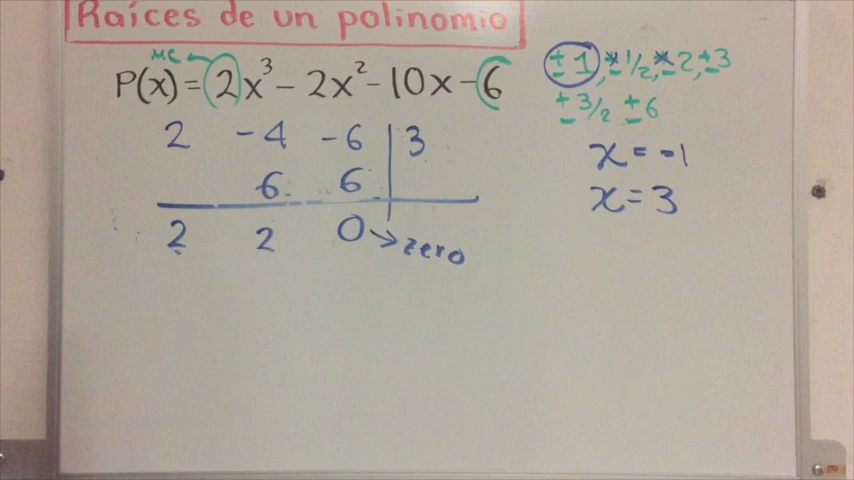 Raíces de un polinomio
MC
P(x) = 2x³ - 2x² - 10x - 6
± 1, ± 1/2, ± 2, ± 3
± 3/2 ± 6
2 -4 -6 | 3
6 6
2 2 0 → zero
x = -1
x = 3